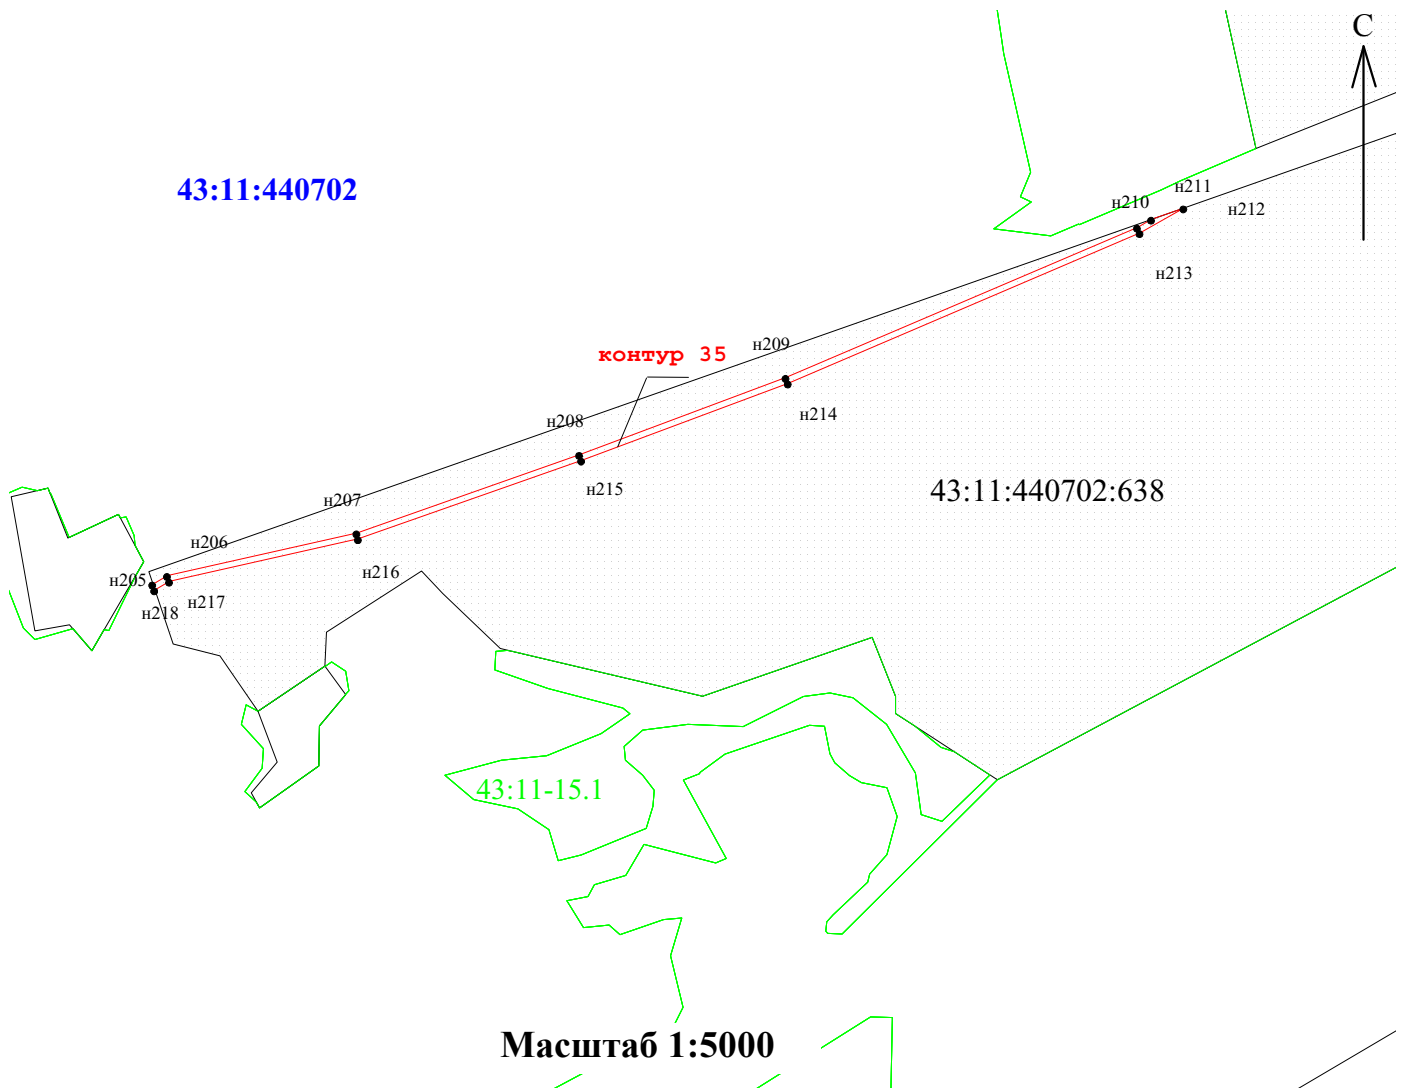 С
43:11:440702
н211
н210
н212
н213
н209
контур 35
н214
н208
43:11:440702:638
н215
н207
н206
н216
н205
н217
н218
43:11-15.1
Масштаб 1:5000